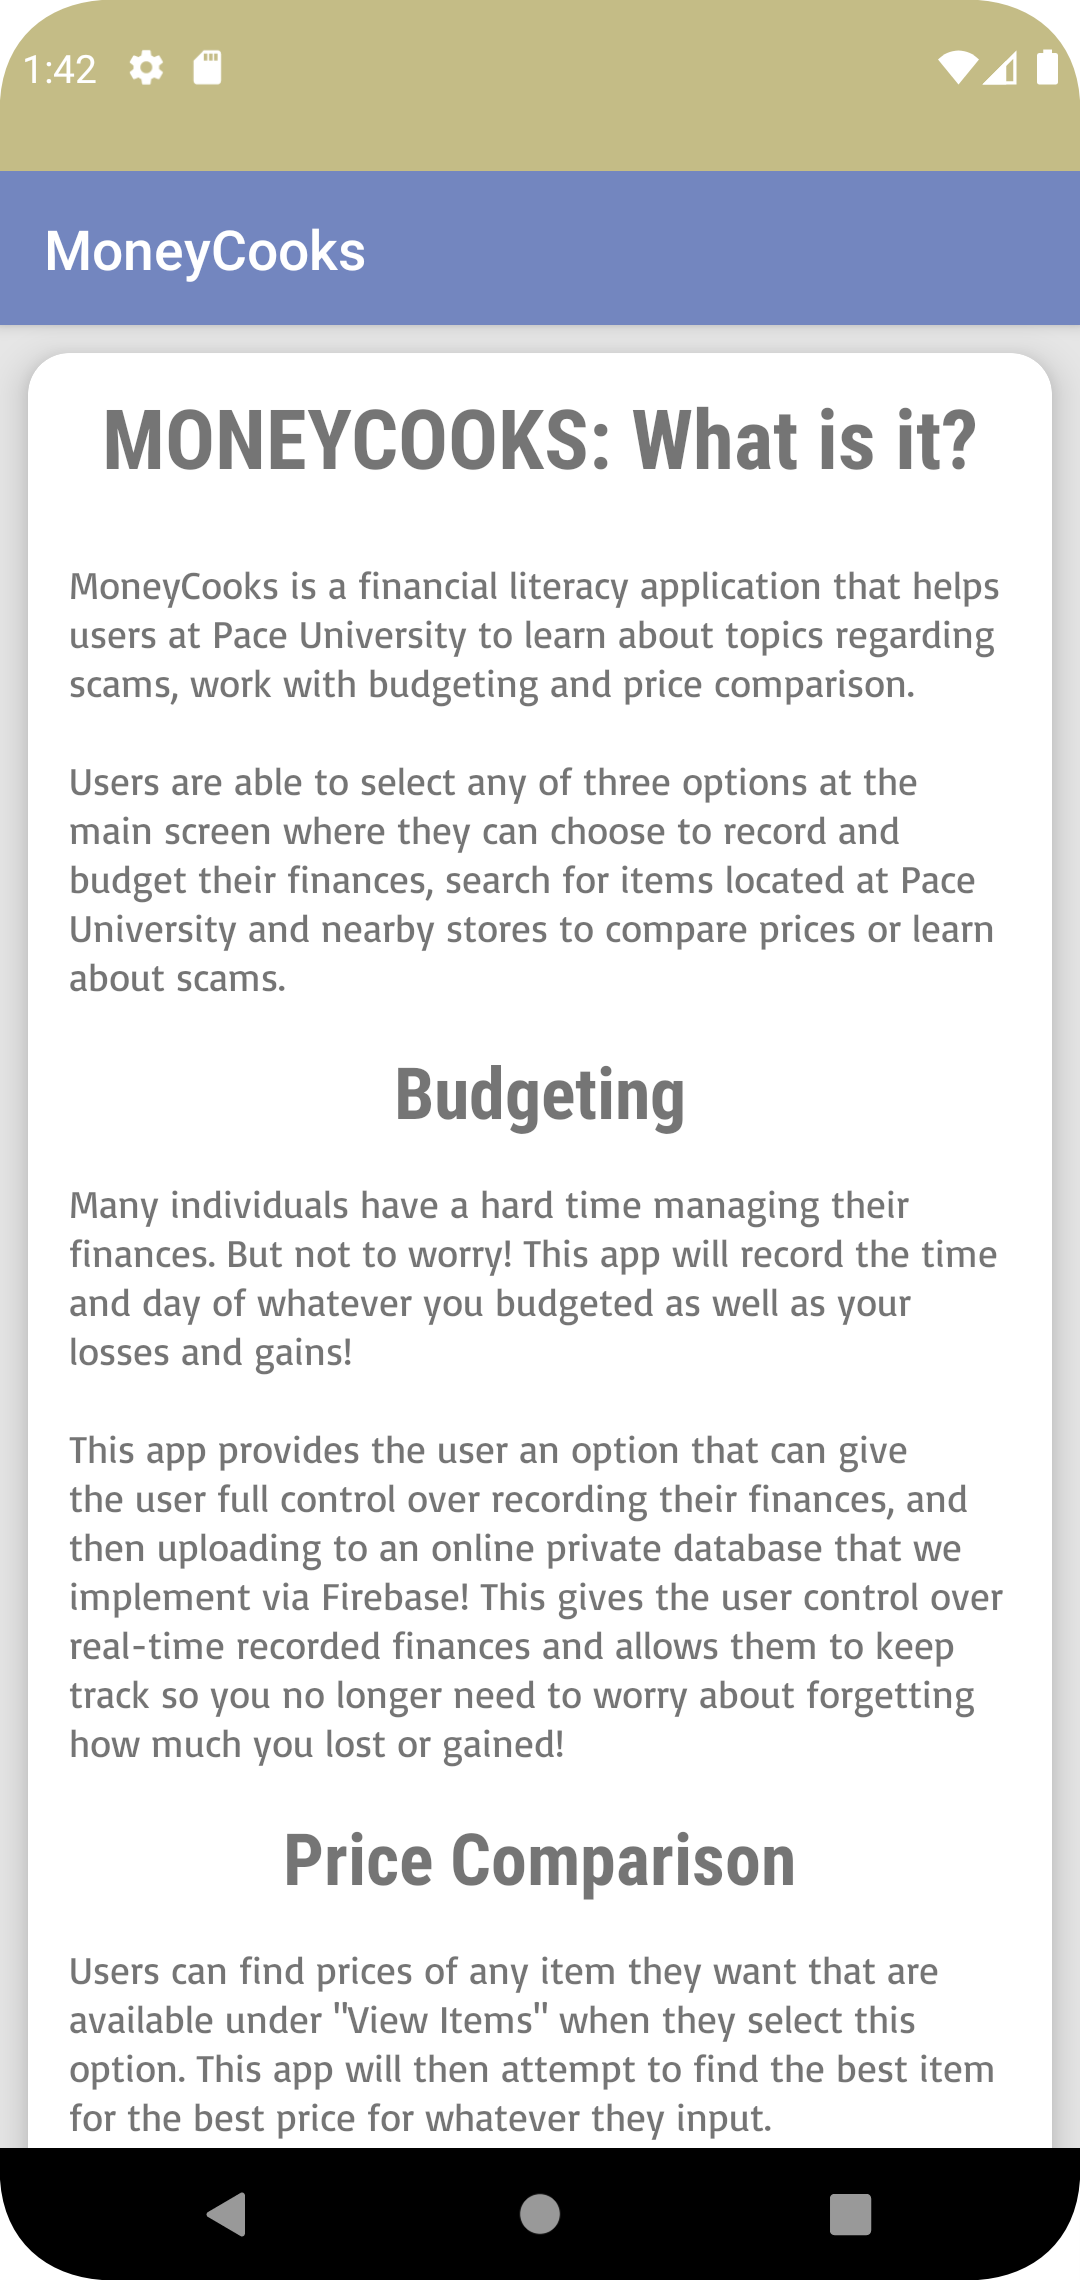 1:42
MoneyCooks
MONEYCOOKS: What is it?
MoneyCooks is a financial literacy application that helps
users at Pace University to learn about topics regarding
scams, work with budgeting and price comparison.
Users are able to select any of three options at the
main screen where they can choose to record and
budget their finances, search for items located at Pace
University and nearby stores to compare prices or learn
about scams.
Budgeting
Many individuals have a hard time managing their
finances. But not to worry! This app will record the time
and day of whatever you budgeted as well as your
losses and gains!
This app provides the user an option that can give
the user full control over recording their finances, and
then uploading to an online private database that we
implement via Firebase! This gives the user control over
real-time recorded finances and allows them to keep
track so you no longer need to worry about forgetting
how much you lost or gained!
Price Comparison
Users can find prices of any item they want that are
available under "View Items" when they select this
option. This app will then attempt to find the best item
for the best price for whatever they input.